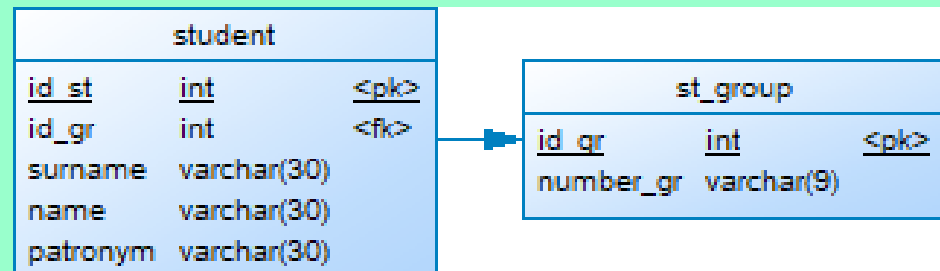 student
id_st int <pk>
id_gr int <fk>
surname varchar(30)
name varchar(30)
patronym varchar(30)
st_group
id_gr int <pk>
number_gr varchar(9)